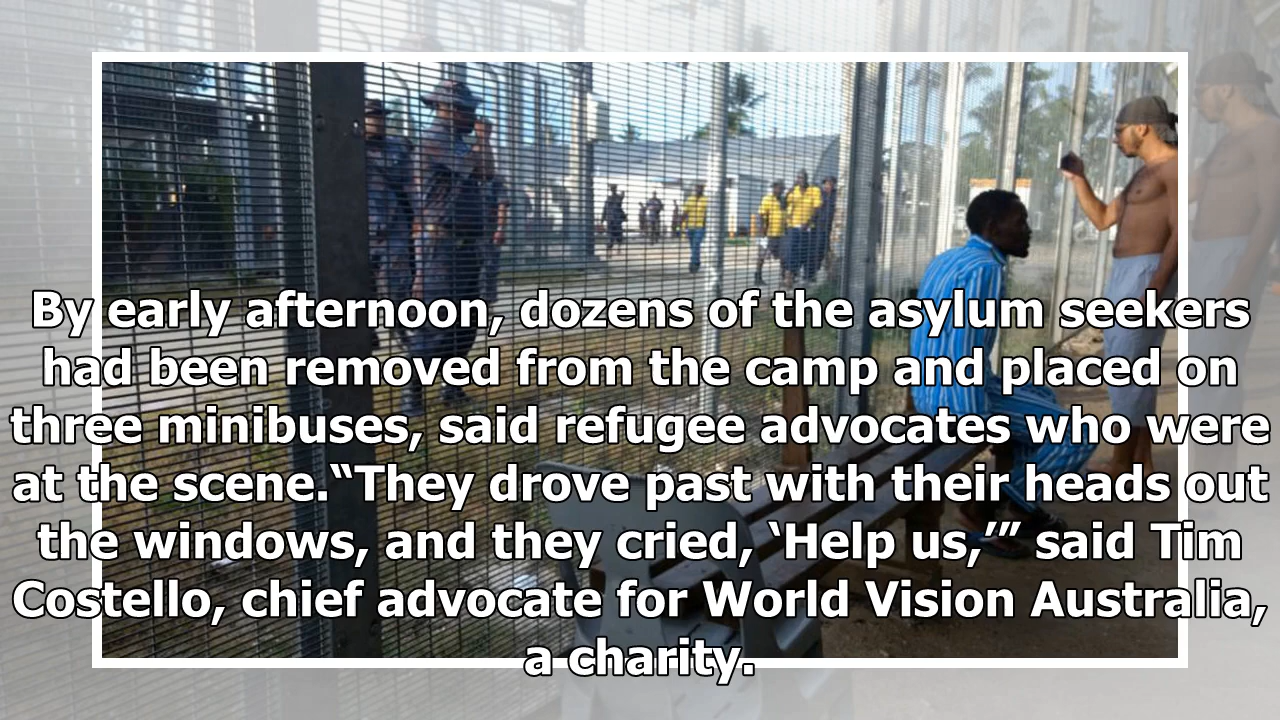 By early afternoon, dozens of the asylum seekers
had been removed from the camp and placed on
three minibuses, said refugee advocates who were
at the scene.“They drove past with their heads out
the windows, and they cried, ‘Help us,’” said Tim
Costello, chief advocate for World Vision Australia,
a charity.